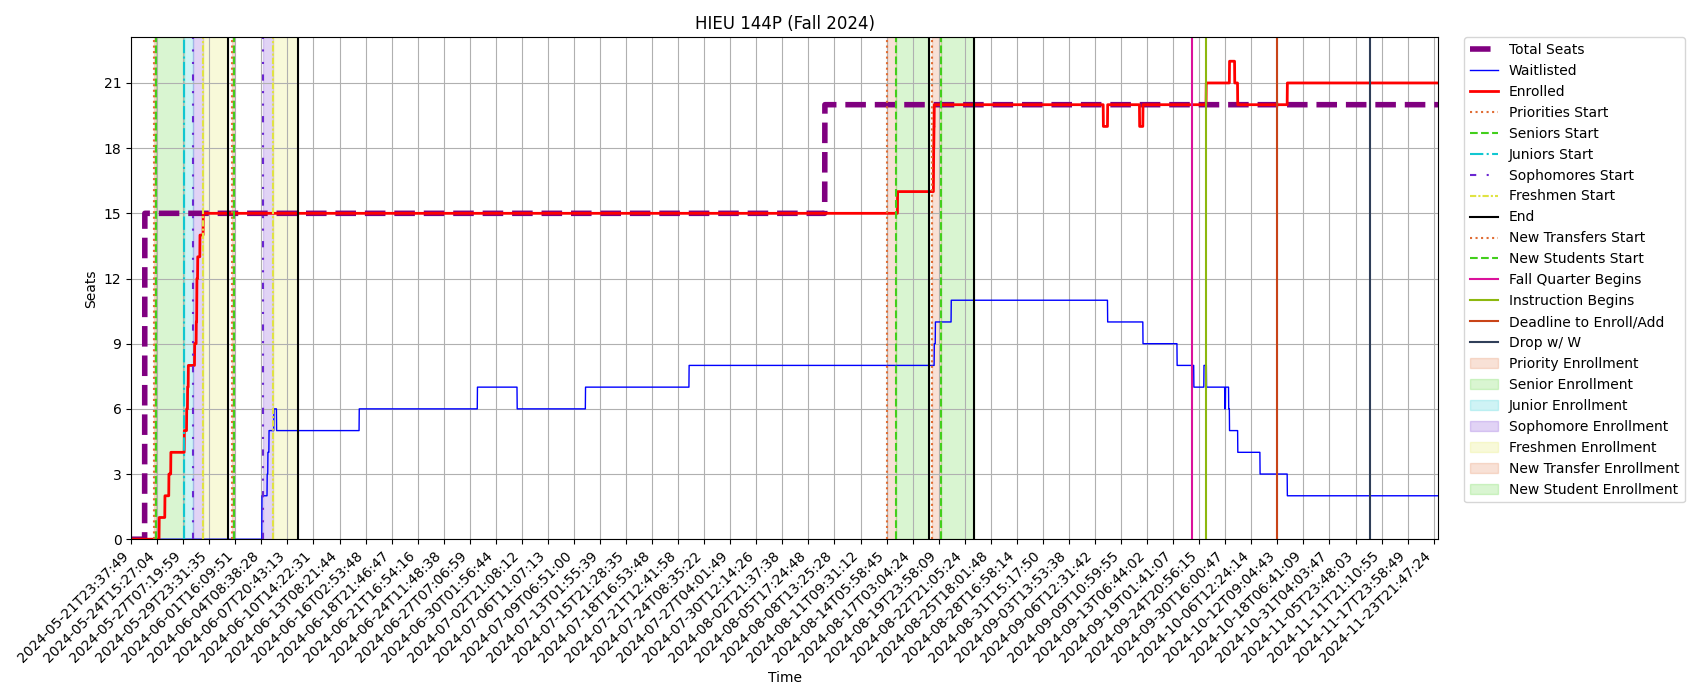 HIEU 144P (Fall 2024)
Seats
21
18
15
12
9
6
3
0
2024-05-21T23:37:49
2024-05-24T15:27:04
2024-05-27T07:19:59
2024-05-29T23:31:35
2024-06-01T16:09:51
2024-06-04T08:38:28
2024-06-07T20:43:13
2024-06-10T14:22:31
2024-06-13T08:21:44
2024-06-16T02:53:48
2024-06-18T21:46:47
2024-06-21T16:54:16
2024-06-24T11:48:38
2024-06-27T07:06:59
2024-06-30T01:56:44
2024-07-02T21:08:12
2024-07-06T11:07:13
2024-07-09T06:51:00
2024-07-13T01:55:39
2024-07-15T21:28:35
2024-07-18T16:53:48
2024-07-21T12:41:58
2024-07-24T08:35:22
2024-07-27T04:01:49
2024-07-30T12:14:26
2024-08-02T21:37:38
2024-08-05T17:24:48
2024-08-08T13:25:28
2024-08-11T09:31:12
2024-08-14T05:58:45
2024-08-17T03:04:24
2024-08-19T23:58:09
2024-08-22T21:05:24
2024-08-25T18:01:48
2024-08-28T16:58:14
2024-08-31T15:17:50
2024-09-03T13:53:38
2024-09-06T12:31:42
2024-09-09T10:59:55
2024-09-13T06:44:02
2024-09-19T01:41:07
2024-09-24T20:56:15
2024-09-30T16:00:47
2024-10-06T12:24:14
2024-10-12T09:04:43
2024-10-18T06:41:09
2024-10-31T04:03:47
2024-11-05T23:48:03
2024-11-11T21:10:55
2024-11-17T23:58:49
2024-11-23T21:47:24
Time
Total Seats
Waitlisted
Enrolled
Priorities Start
Seniors Start
Juniors Start
Sophomores Start
Freshmen Start
End
New Transfers Start
New Students Start
Fall Quarter Begins
Instruction Begins
Deadline to Enroll/Add
Drop w/ W
Priority Enrollment
Senior Enrollment
Junior Enrollment
Sophomore Enrollment
Freshmen Enrollment
New Transfer Enrollment
New Student Enrollment